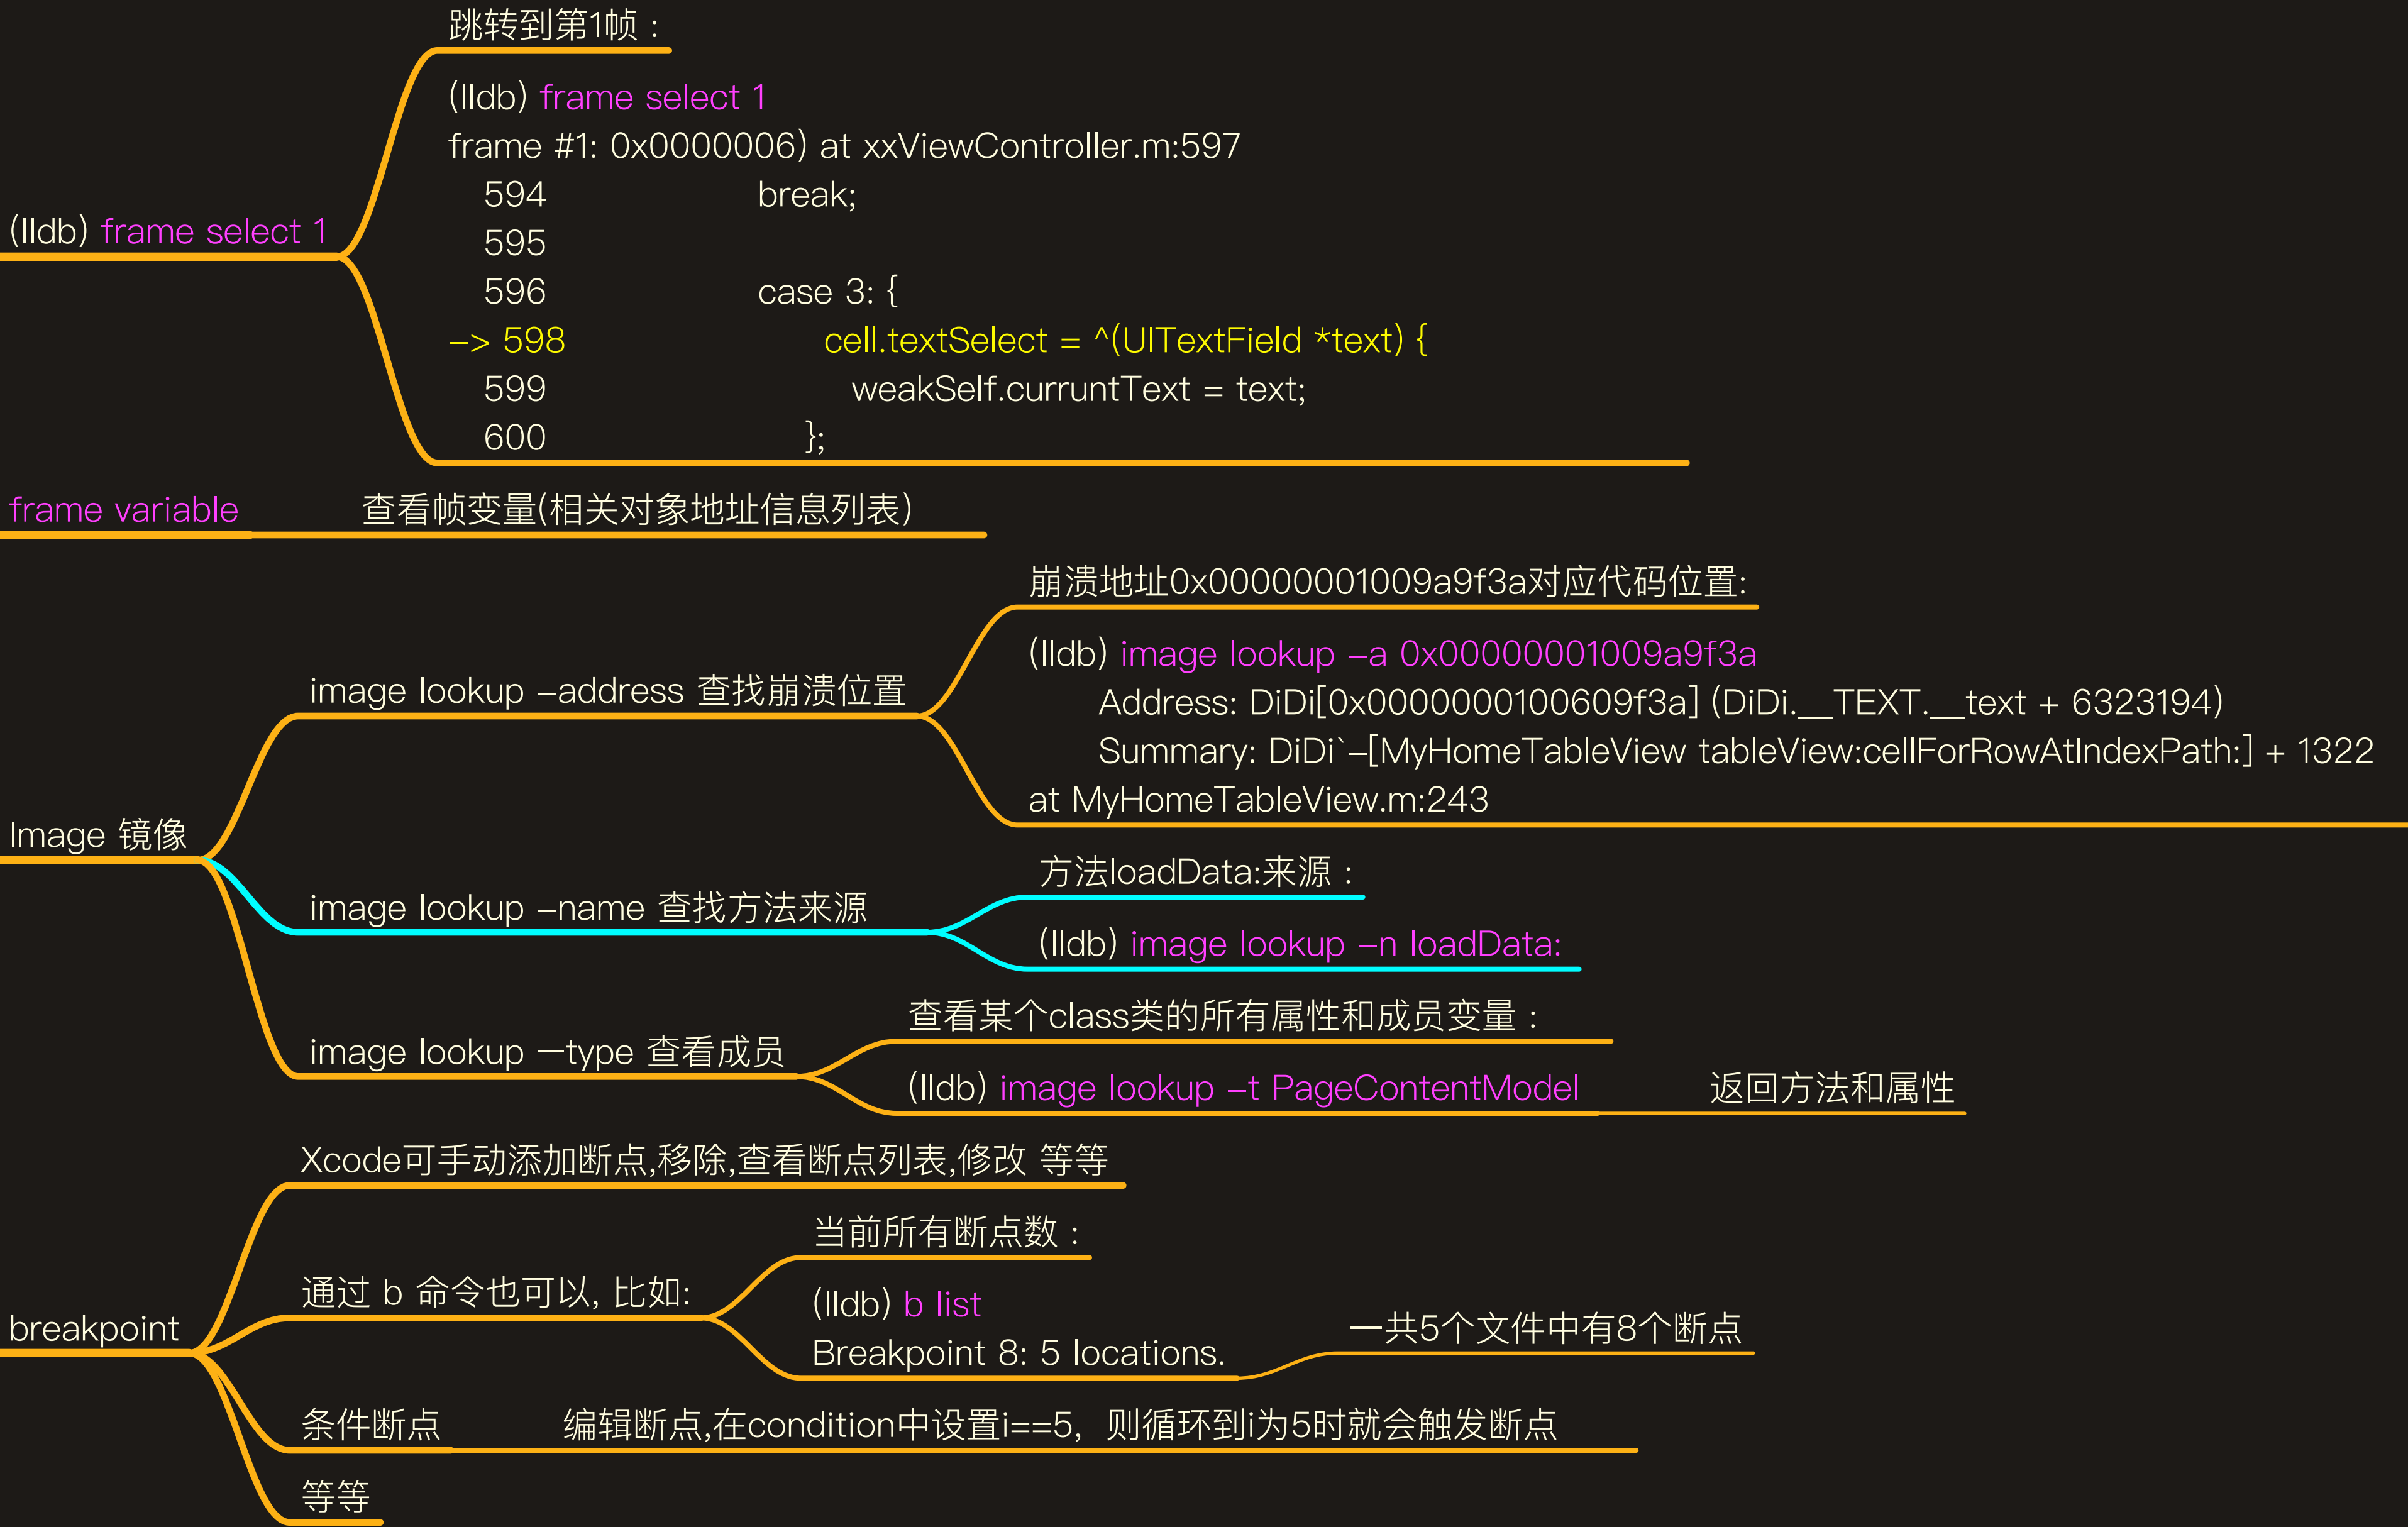 跳转到第1帧：
(lldb) frame select 1
(lldb) frame select 1
frame #1: 0x0000006) at xxViewController.m:597
594 break;
595
596 case 3: {
-> 598 cell.textSelect = ^(UITextField *text) {
599 weakSelf.curruntText = text;
600 };
frame variable
查看帧变量(相关对象地址信息列表)
Image 镜像
image lookup -address 查找崩溃位置
崩溃地址0x00000001009a9f3a对应代码位置:
(lldb) image lookup -a 0x00000001009a9f3a
Address: DiDi[0x0000000100609f3a] (DiDi.__TEXT.__text + 6323194)
Summary: DiDi`-[MyHomeTableView tableView:cellForRowAtIndexPath:] + 1322
at MyHomeTableView.m:243
image lookup -name 查找方法来源
方法loadData:来源：
(lldb) image lookup -n loadData:
image lookup —type 查看成员
查看某个class类的所有属性和成员变量：
(lldb) image lookup -t PageContentModel
返回方法和属性
breakpoint
Xcode可手动添加断点,移除,查看断点列表,修改 等等
通过 b 命令也可以, 比如:
当前所有断点数：
(lldb) b list
Breakpoint 8: 5 locations.
一共5个文件中有8个断点
条件断点
编辑断点,在condition中设置i==5，则循环到i为5时就会触发断点
等等